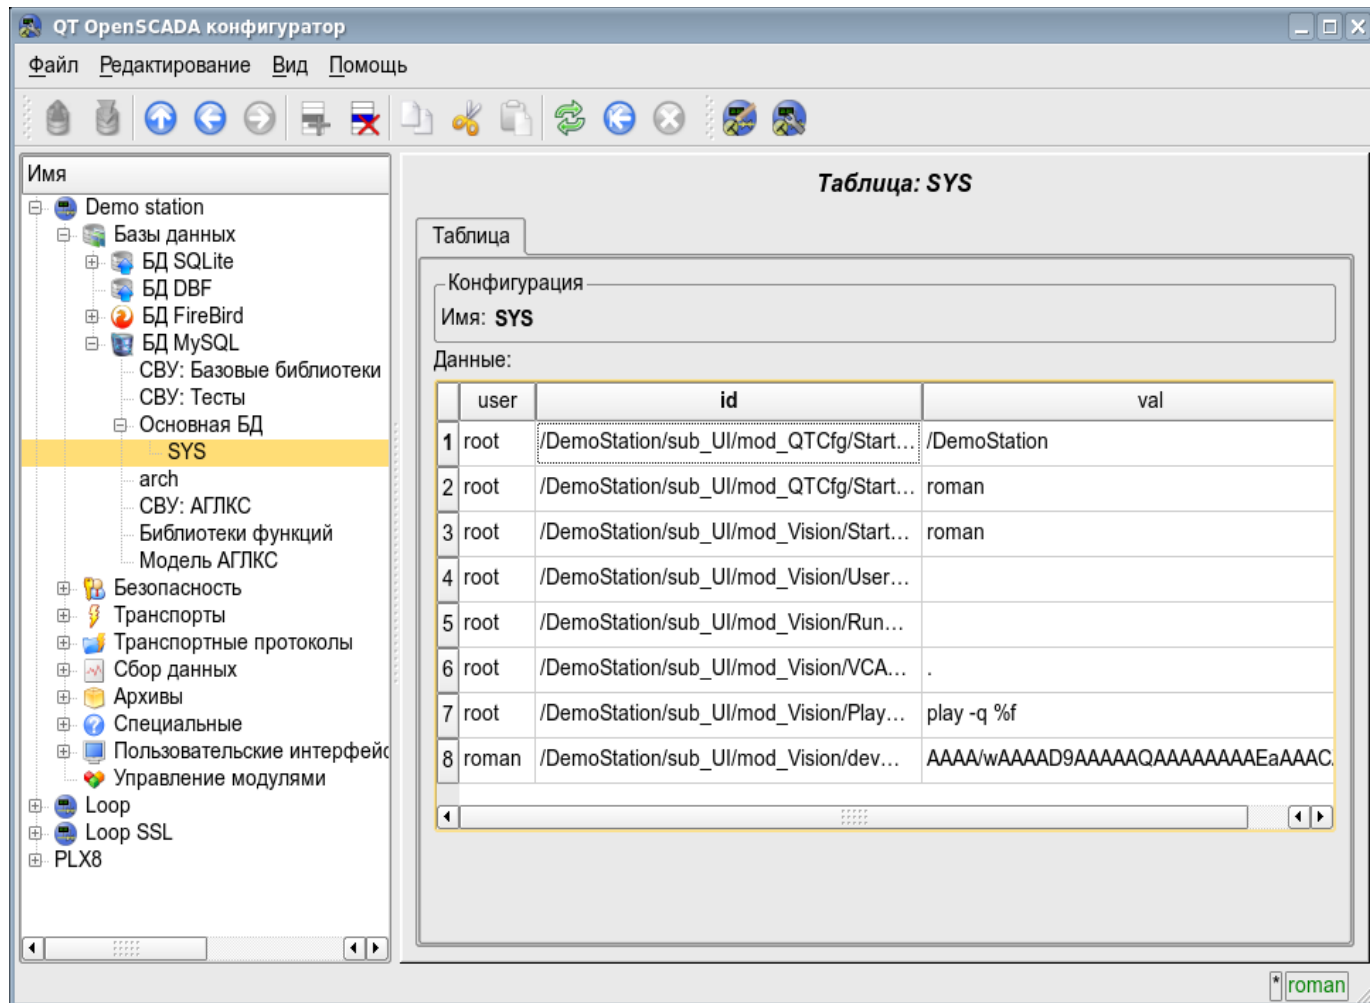 QT OpenSCADA конфигуратор
Файл Редактирование Вид Помощь
Имя
Demo station
Базы данных
БД SQLite
БД DBF
БД FireBird
БД MySQL
СВУ: Базовые библиотеки
СВУ: Тесты
Основная БД
SYS
arch
СВУ: АГЛКС
Библиотеки функций
Модель АГЛКС
Безопасность
Транспорты
Транспортные протоколы
Сбор данных
Архивы
Специальные
Пользовательские интерфейс
Управление модулями
Loop
Loop SSL
PLX8
Таблица: SYS
Таблица
Конфигурация
Имя: SYS
Данные:
user id val
1 root /DemoStation/sub_UI/mod_QTCfg/Start... /DemoStation
2 root /DemoStation/sub_UI/mod_QTCfg/Start... roman
3 root /DemoStation/sub_UI/mod_Vision/Start... roman
4 root /DemoStation/sub_UI/mod_Vision/User...
5 root /DemoStation/sub_UI/mod_Vision/Run...
6 root /DemoStation/sub_UI/mod_Vision/VCA... .
7 root /DemoStation/sub_UI/mod_Vision/Play... play -q %f
8 roman /DemoStation/sub_UI/mod_Vision/dev... AAAA/wAAAAD9AAAAAQAAAAAAAAEaAAAC
* roman